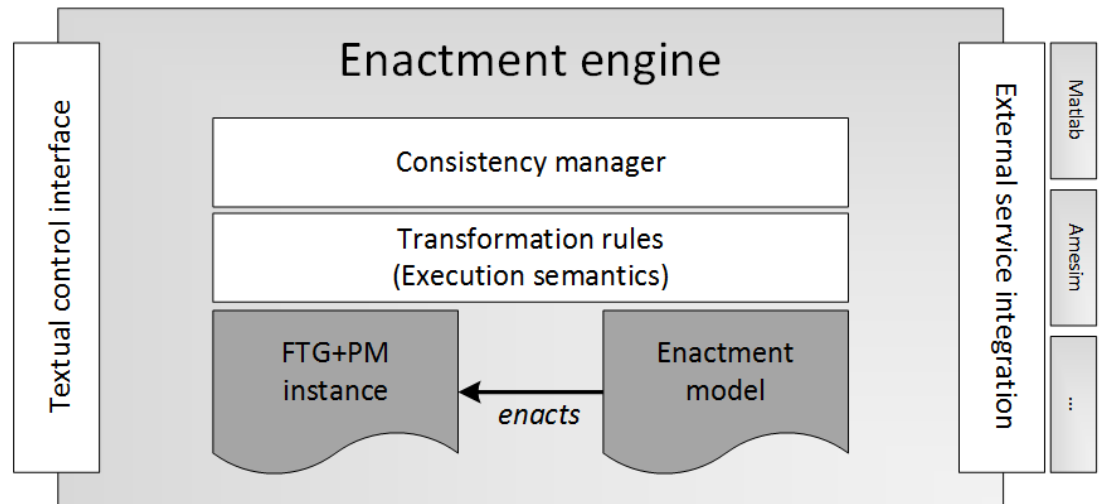 Enactment engine
Textual control interface
Consistency manager
Transformation rules
(Execution semantics)
FTG+PM
instance
enacts
Enactment
model
External service integration
Matlab
Amesim
...